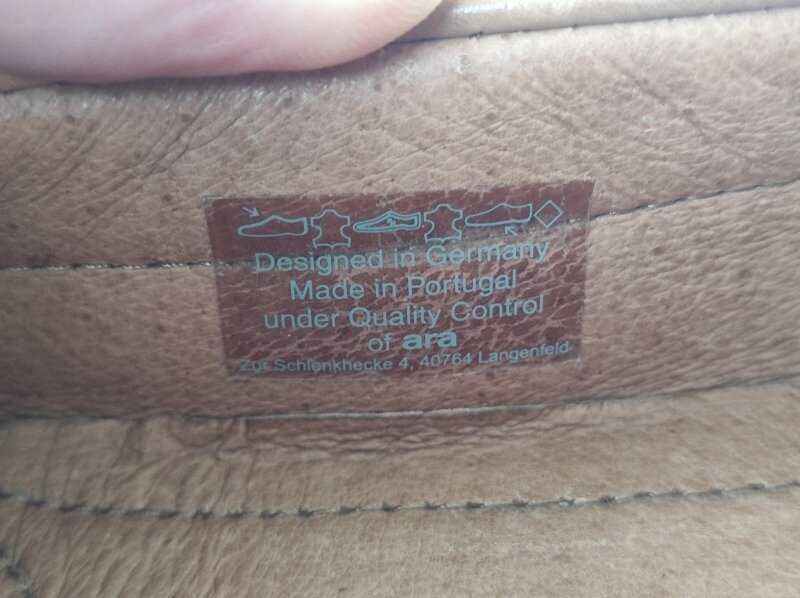 Designed in Germany
Made in Portugal
under Quality Control
of ara
Zur Schlenkhecke 4, 40764 Langenfeld